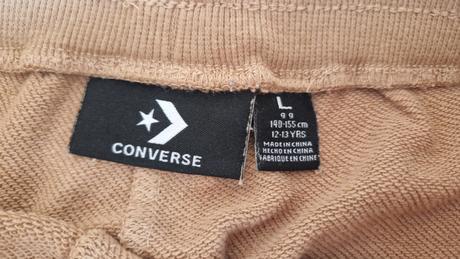 CONVERSE
L
g g
140-155 cm
12-13 YRS
MADE IN CHINA
HECHO EN CHINA
FABRIQUE EN CHINE